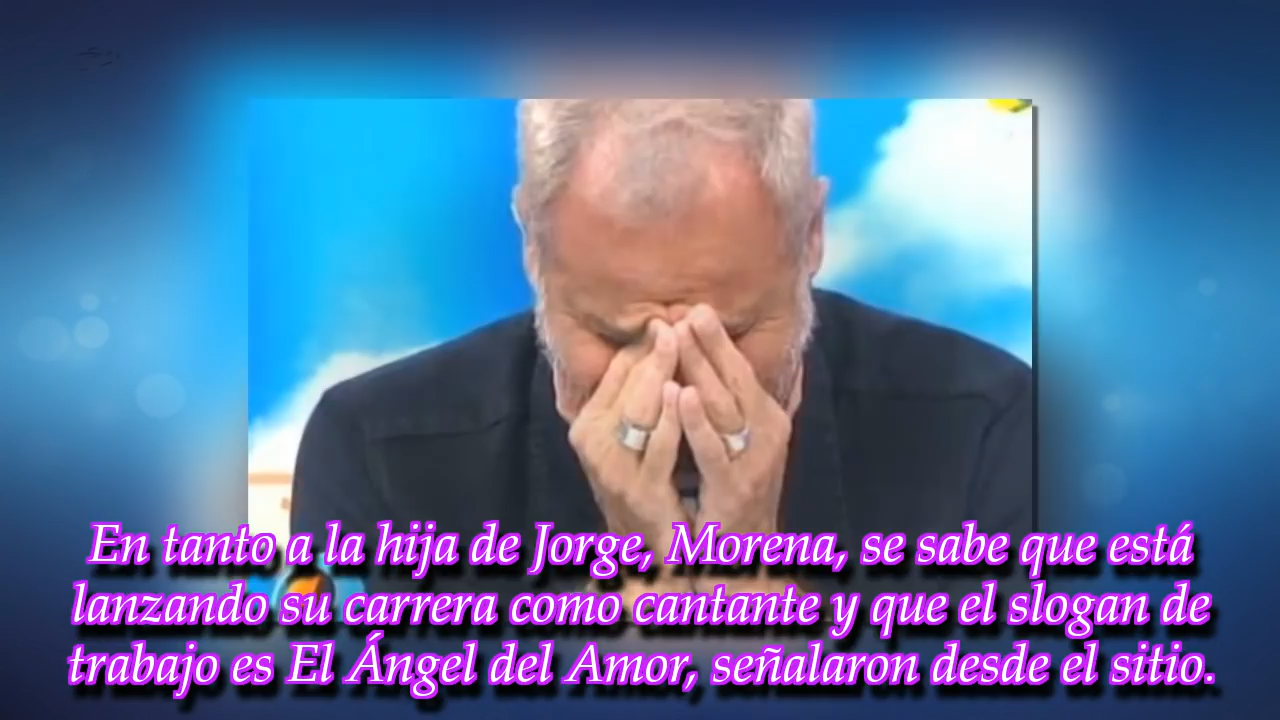 En tanto a la hija de Jorge, Morena, se sabe que está
lanzando su carrera como cantante y que el slogan de
trabajo es El Ángel del Amor, señalaron desde el sitio.